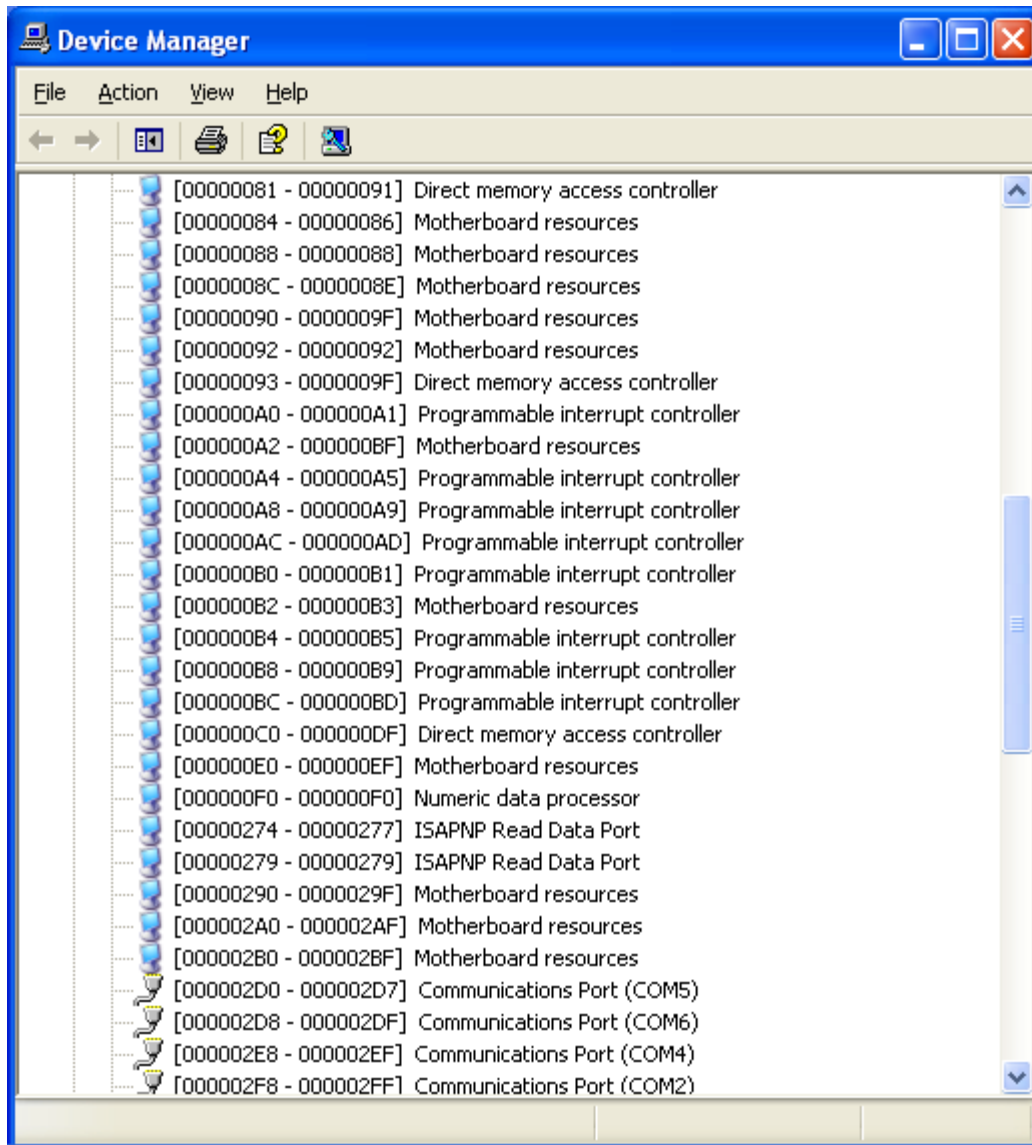 Device Manager
File Action View Help
[00000081 - 00000091] Direct memory access controller
[00000084 - 00000086] Motherboard resources
[00000088 - 00000088] Motherboard resources
[0000008C - 0000008E] Motherboard resources
[00000090 - 0000009F] Motherboard resources
[00000092 - 00000092] Motherboard resources
[00000093 - 0000009F] Direct memory access controller
[000000A0 - 000000A1] Programmable interrupt controller
[000000A2 - 000000BF] Motherboard resources
[000000A4 - 000000A5] Programmable interrupt controller
[000000A8 - 000000A9] Programmable interrupt controller
[000000AC - 000000AD] Programmable interrupt controller
[000000B0 - 000000B1] Programmable interrupt controller
[000000B2 - 000000B3] Motherboard resources
[000000B4 - 000000B5] Programmable interrupt controller
[000000B8 - 000000B9] Programmable interrupt controller
[000000BC - 000000BD] Programmable interrupt controller
[000000C0 - 000000DF] Direct memory access controller
[000000E0 - 000000EF] Motherboard resources
[000000F0 - 000000F0] Numeric data processor
[00000274 - 00000277] ISAPNP Read Data Port
[00000279 - 00000279] ISAPNP Read Data Port
[00000290 - 0000029F] Motherboard resources
[000002A0 - 000002AF] Motherboard resources
[000002B0 - 000002BF] Motherboard resources
[000002D0 - 000002D7] Communications Port (COM5)
[000002D8 - 000002DF] Communications Port (COM6)
[000002E8 - 000002EF] Communications Port (COM4)
[000002F8 - 000002FF] Communications Port (COM2)